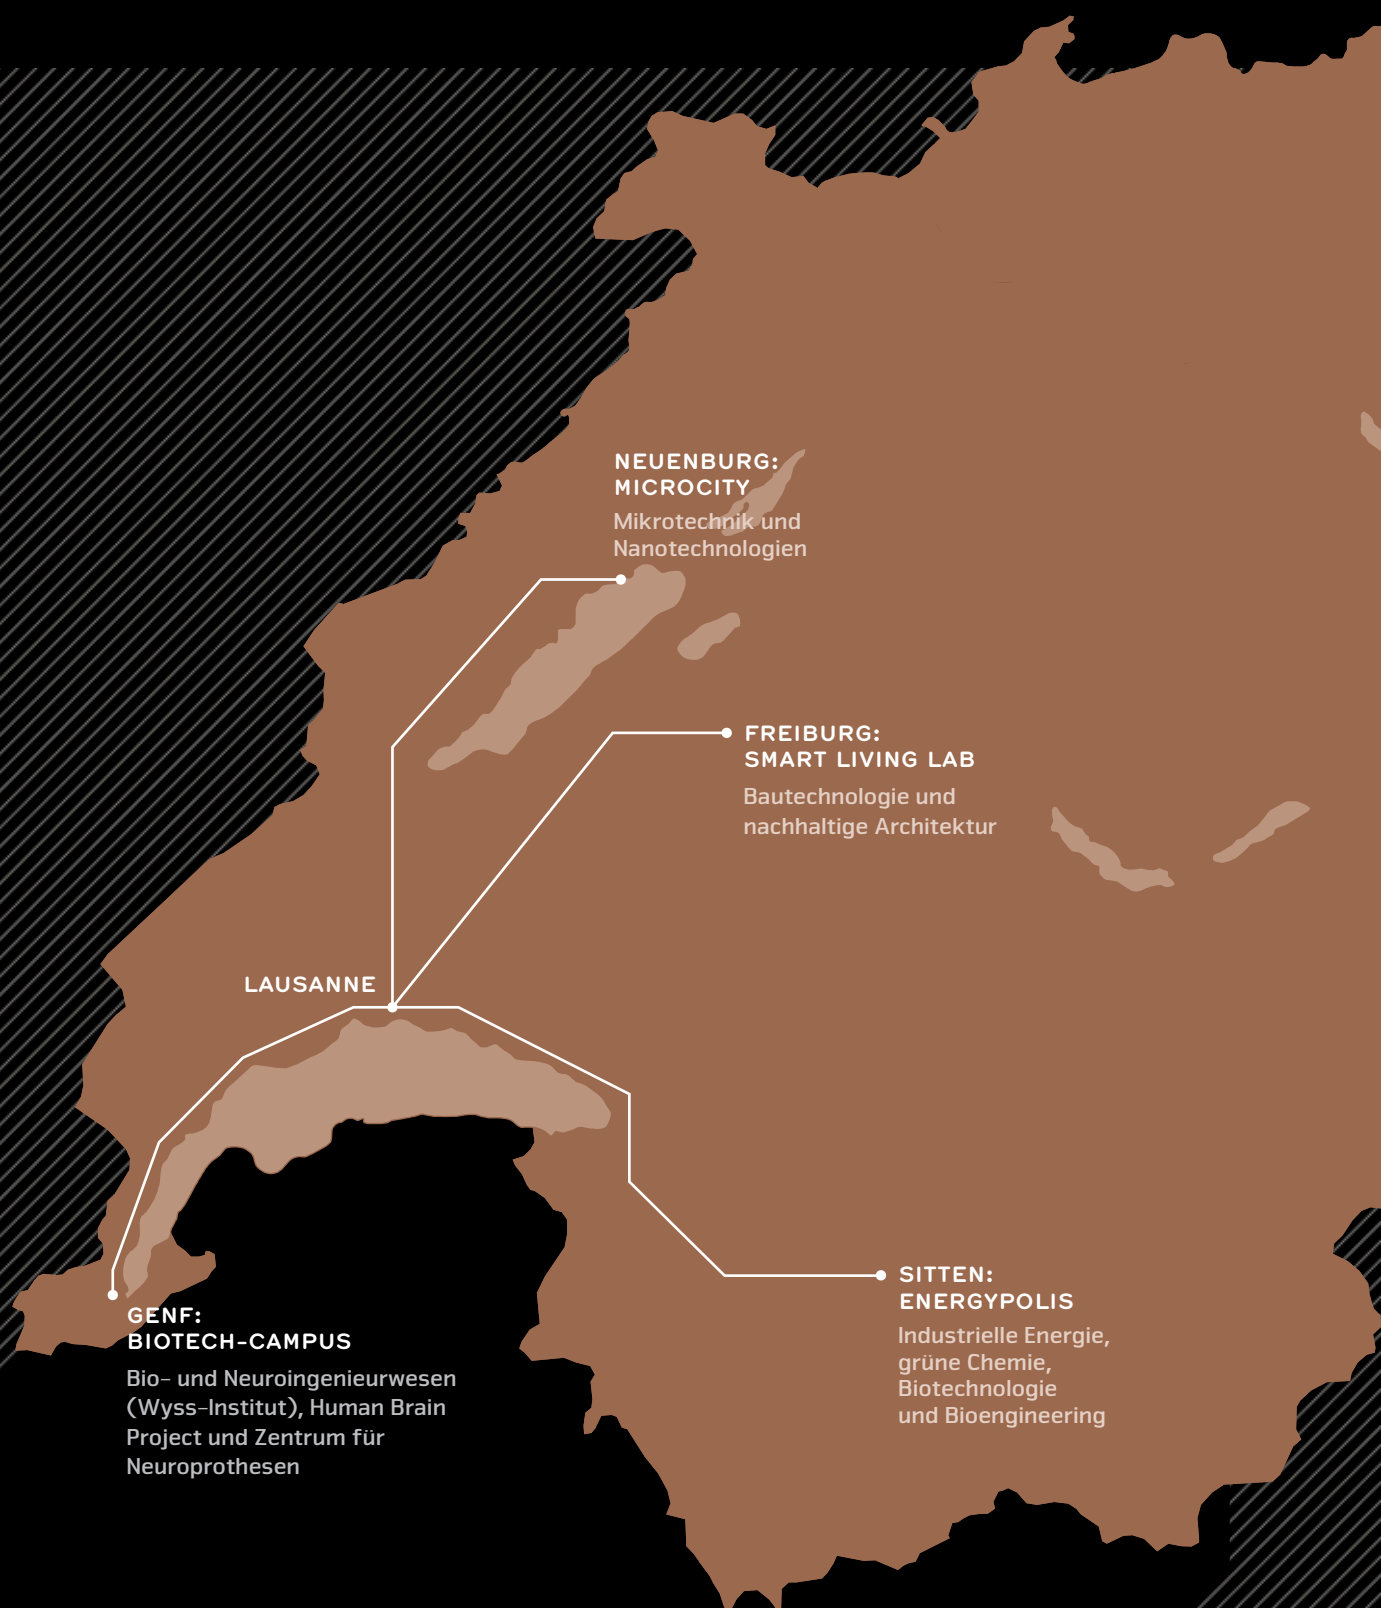 NEUENBURG:
MICROCITY
Mikrotechnik und
Nanotechnologien
FREIBURG:
SMART LIVING LAB
Bautechnologie und
nachhaltige Architektur
LAUSANNE
SITTEN:
ENERGYPOLIS
Industrielle Energie,
grüne Chemie,
Biotechnologie
und Bioengineering
GENF:
BIOTECH-CAMPUS
Bio- und Neuroingenieurwesen
(Wyss-Institut), Human Brain
Project und Zentrum für
Neuroprothesen